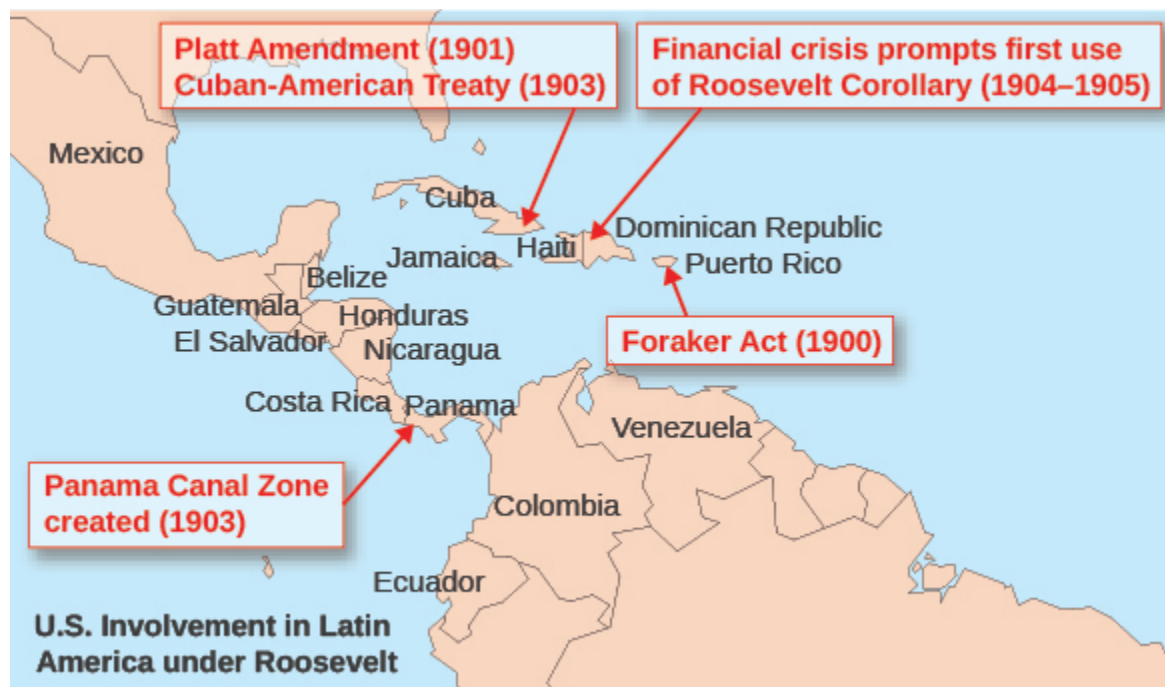 Platt Amendment (1901)
Cuban-American Treaty (1903)
Financial crisis prompts first use
of Roosevelt Corollary (1904–1905)
Mexico
Cuba
Dominican Republic
Haiti
Jamaica
Puerto Rico
Belize
Guatemala
Honduras
El Salvador
Nicaragua
Foraker Act (1900)
Costa Rica
Panama
Venezuela
Panama Canal Zone
created (1903)
Colombia
Ecuador
U.S. Involvement in Latin
America under Roosevelt